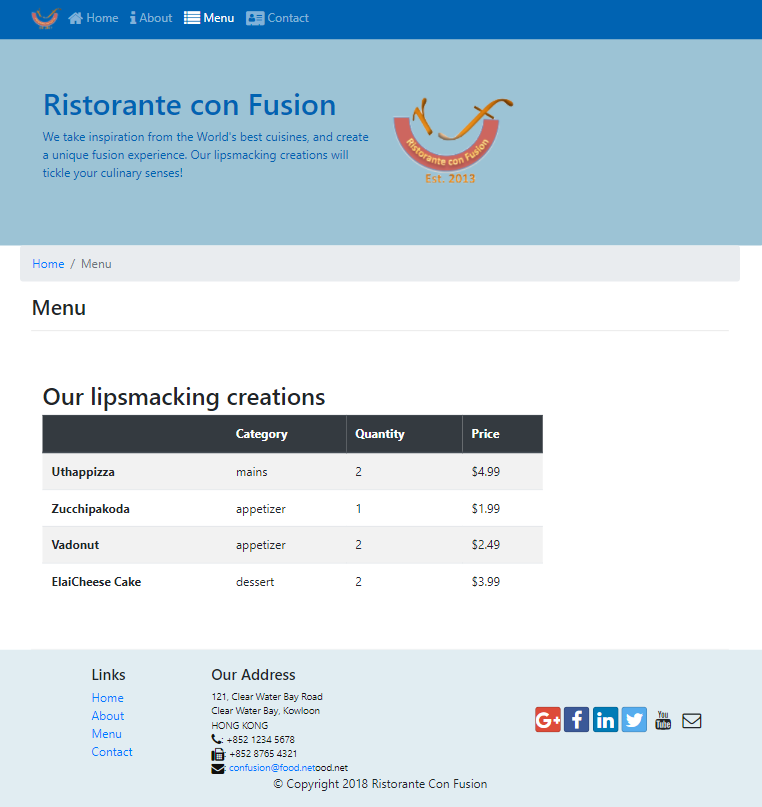 Home About Menu Contact
Ristorante con Fusion
We take inspiration from the World's best cuisines, and create
a unique fusion experience. Our lipsmacking creations will
tickle your culinary senses!
Ristorante con Fusion
Est. 2013
Home / Menu
Menu
Our lipsmacking creations
Category Quantity Price
Uthappizza mains 2 $4.99
Zucchipakoda appetizer 1 $1.99
Vadonut appetizer 2 $2.49
ElaiCheese Cake dessert 2 $3.99
Links
Home
About
Menu
Contact
Our Address
121, Clear Water Bay Road
Clear Water Bay, Kowloon
HONG KONG
: +852 1234 5678
: +852 8765 4321
: confusion@food.netood.net
G+ f in You Tube
© Copyright 2018 Ristorante Con Fusion